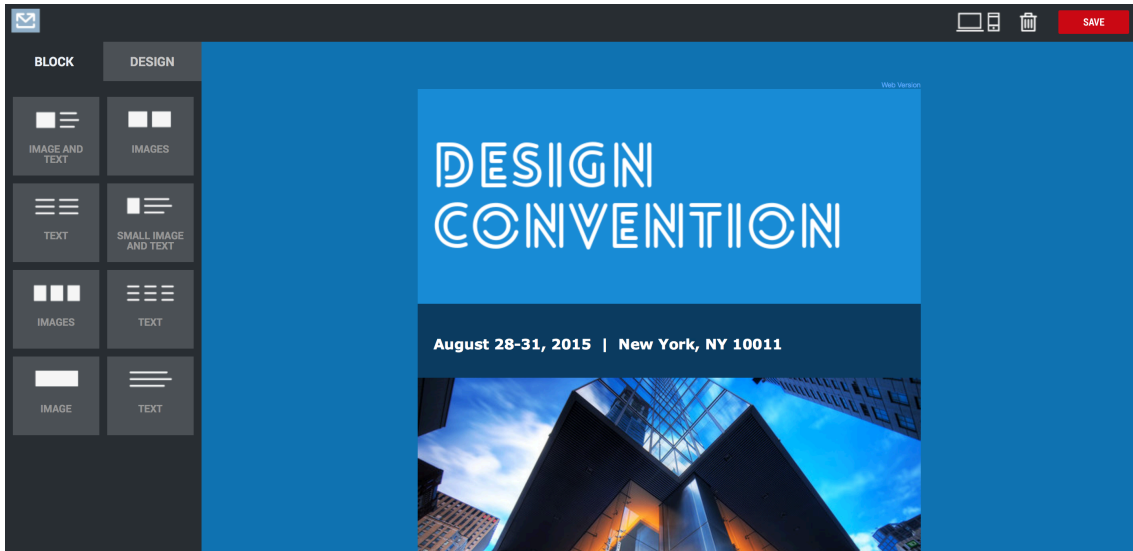 SAVE
BLOCK
DESIGN
IMAGE AND
TEXT
IMAGES
TEXT
SMALL IMAGE
AND TEXT
IMAGES
TEXT
IMAGE
TEXT
Web Version
DESIGN
CONVENTION
August 28-31, 2015 | New York, NY 10011